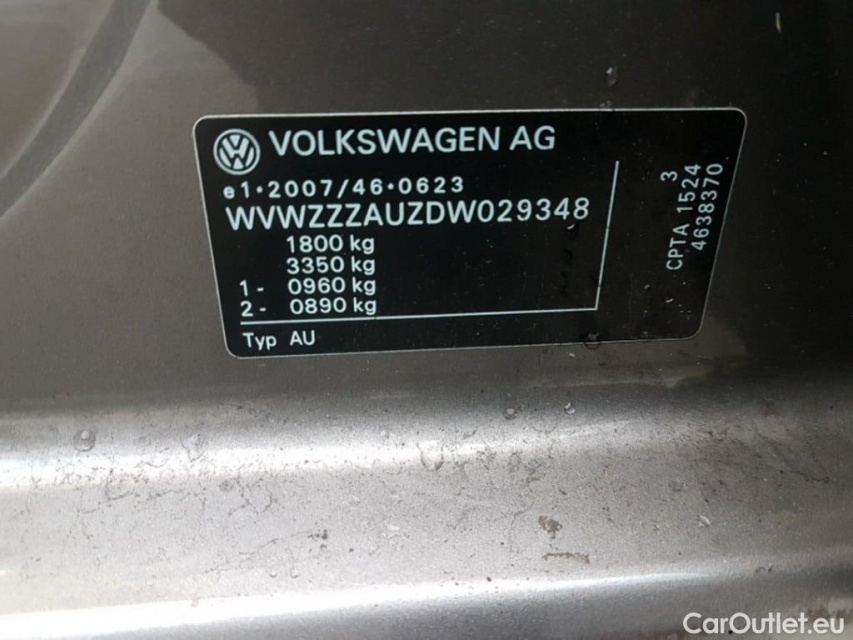 VOLKSWAGEN AG
e1*2007/46*0623
WVWZZZAUZDW029348
1800 kg
3350 kg
1 - 0960 kg
2 - 0890 kg
Typ AU
3
CPTA 1524
4638370
CarOutlet.eu